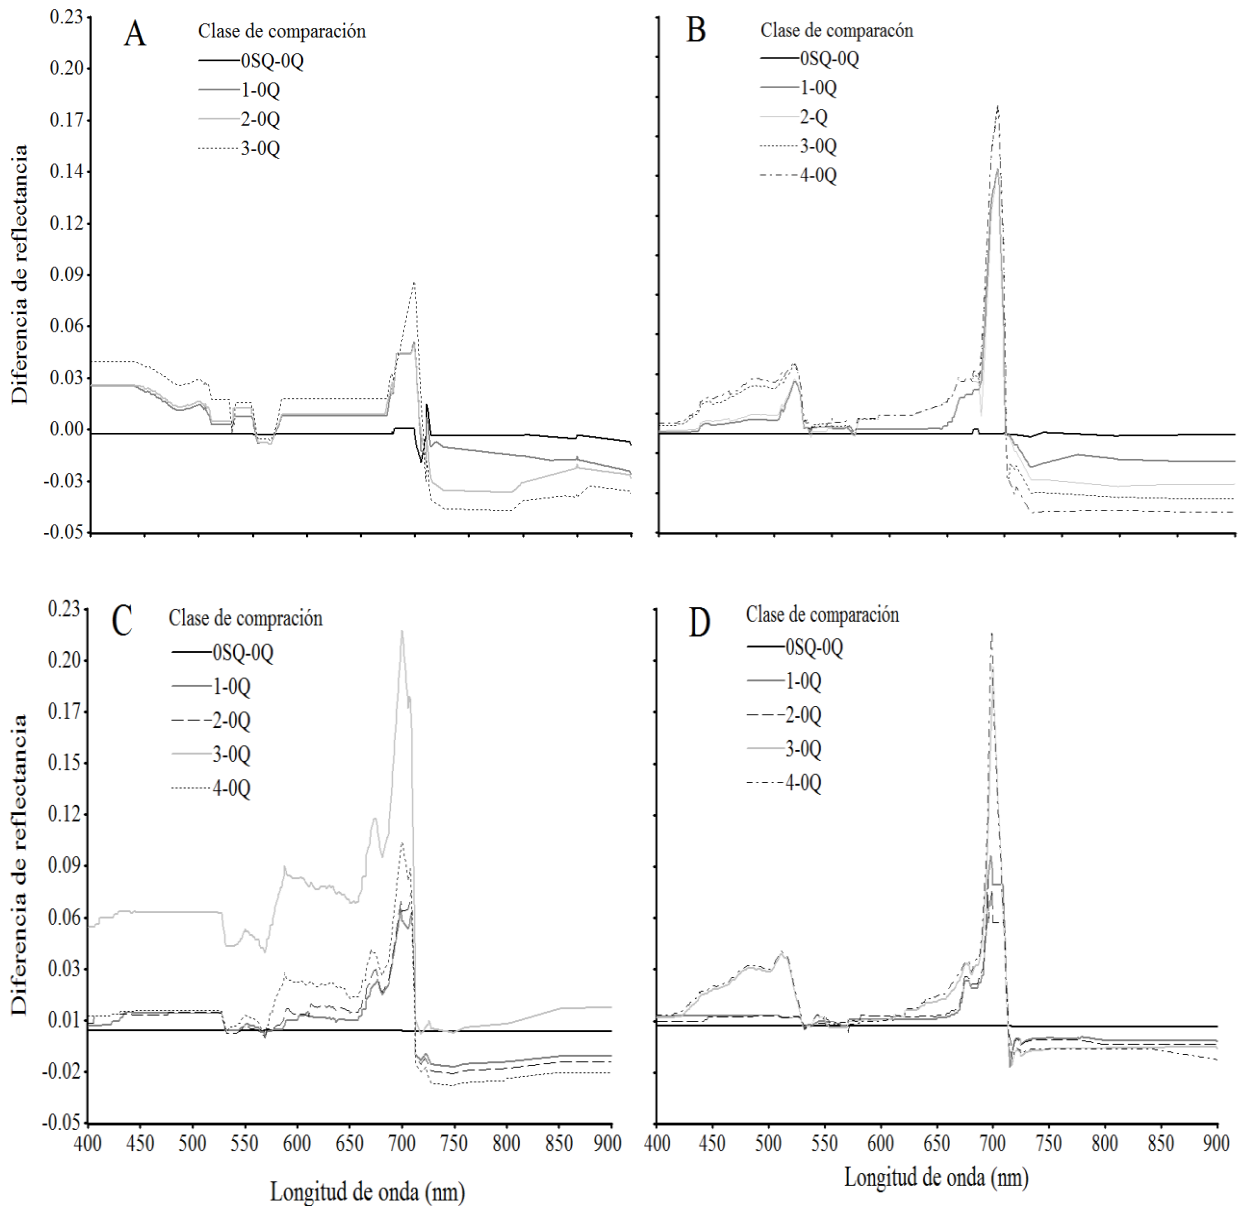 A
Clase de comparación
0SQ-0Q
1-0Q
2-0Q
3-0Q
0.23
0.20
0.17
0.14
0.12
0.09
0.06
0.03
0.00
-0.03
-0.05
Diferencia de reflectancia
B
Clase de comparacón
0SQ-0Q
1-0Q
2-Q
3-0Q
4-0Q
C
Clase de compración
0SQ-0Q
1-0Q
2-0Q
3-0Q
4-0Q
0.23
0.20
0.17
0.15
0.12
0.09
0.06
0.03
0.01
-0.02
-0.05
Diferencia de reflectancia
400 450 500 550 600 650 700 750 800 850 900
Longitud de onda (nm)
D
Clase de comparación
0SQ-0Q
1-0Q
2-0Q
3-0Q
4-0Q
400 450 500 550 600 650 700 750 800 850 900
Longitud de onda (nm)